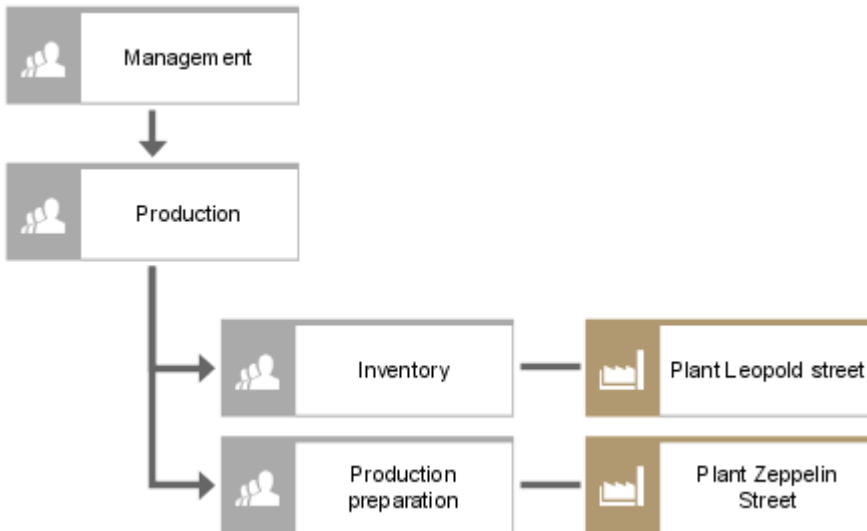 Management
Production
Inventory
Plant Leopold street
Production
preparation
Plant Zeppelin
Street